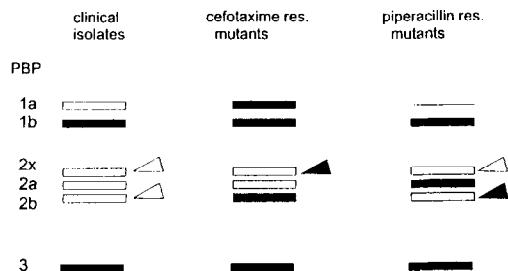 clinical isolates
cefotaxime res. mutants
piperacillin res. mutants
PBP
1a
1b
2x
2a
2b
3